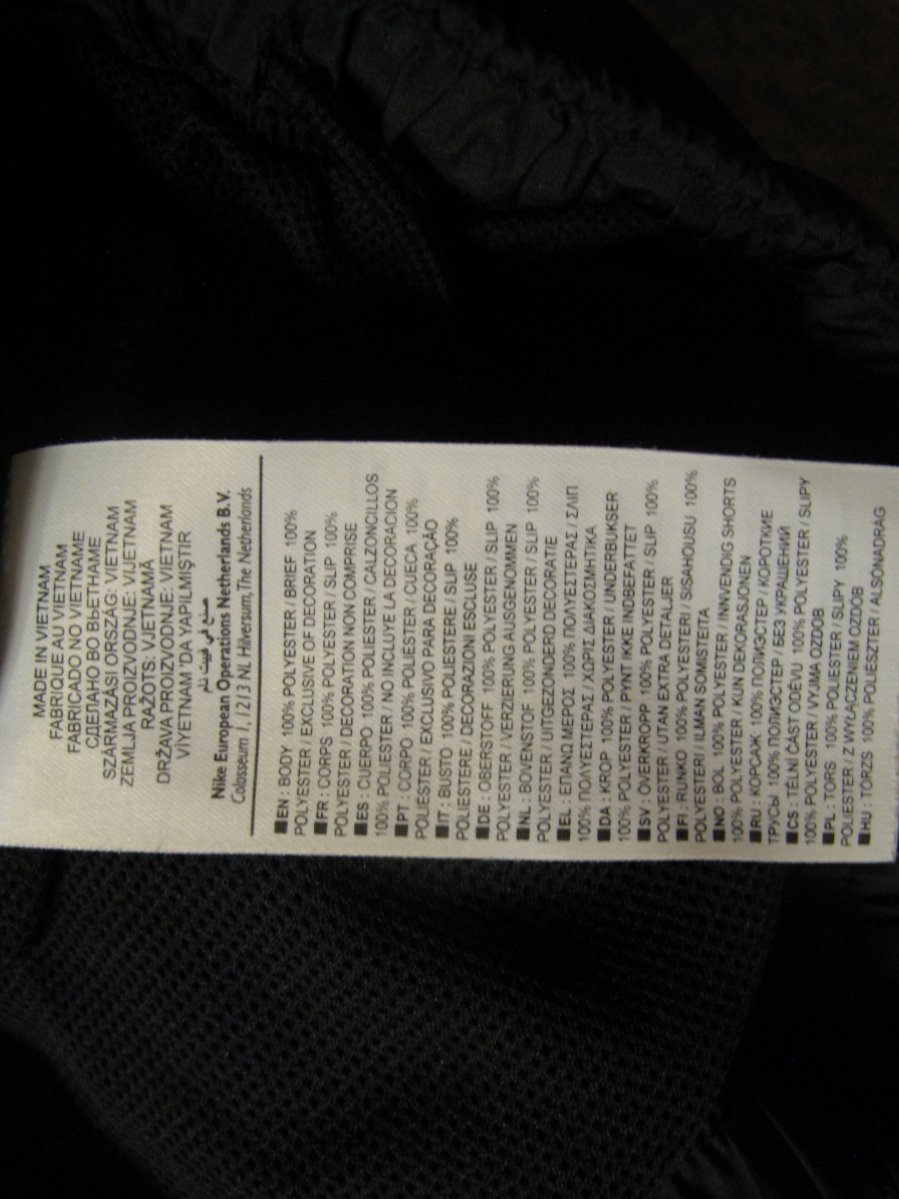 MADE IN VIETNAM
FABRIQUE AU VIETNAM
FABRICADO NO VIETNAME
СДЕЛАНО ВО ВЬЕТНАМЕ
SZÁRMAZÁSI ORSZÁG: VIETNAM
ZEMLJA PROIZVODNJE: VIJETNAM
RAŽOTS: VJETNAMĀ
DRŽAVA PROIZVODNJE: VIETNAM
VİYETNAM'DA YAPILMIŞTIR
صنع في فييت نام
Nike European Operations Netherlands B.V.
Colosseum 1, 1213 NL Hilversum, The Netherlands
■EN : BODY 100% POLYESTER / BRIEF 100%
POLYESTER / EXCLUSIVE OF DECORATION
■FR : CORPS 100% POLYESTER / SLIP 100%
POLYESTER / DECORATION NON COMPRISE
■ES : CUERPO 100% POLIESTER / CALZONCILLOS
100% POLIESTER / NO INCLUYE LA DECORACION
■PT : CORPO 100% POLIÉSTER / CUECA 100%
POLIÉSTER / EXCLUSIVO PARA DECORAÇÃO
■IT : BUSTO 100% POLIESTERE / SLIP 100%
POLIESTERE / DECORAZIONI ESCLUSE
■DE : OBERSTOFF 100% POLYESTER / SLIP 100%
POLYESTER / VERZIERUNG AUSGENOMMEN
■NL : BOVENSTOF 100% POLYESTER / SLIP 100%
POLYESTER / UITGEZONDERD DECORATIE
■EL : ΕΠΑΝΩ ΜΕΡΟΣ 100% ΠΟΛΥΕΣΤΕΡΑΣ / ΣΛΙΠ
100% ΠΟΛΥΕΣΤΕΡΑΣ / ΧΩΡΙΣ ΔΙΑΚΟΣΜΗΤΙΚΑ
■DA : KROP 100% POLYESTER / UNDERBUKSER
100% POLYESTER / PYNT IKKE INDBEFATTET
■SV : ÖVERKROPP 100% POLYESTER / SLIP 100%
POLYESTER / UTAN EXTRA DETALJER
■FI : RUNKO 100% POLYESTERI / SISÄHOUSU 100%
POLYESTERI / ILMAN SOMISTEITA
■NO : BOL 100% POLYESTER / INNVENDIG SHORTS
100% POLYESTER / KUN DEKORASJONEN
■RU : КОРСАЖ 100% ПОЛИЭСТЕР / КОРОТКИЕ
ТРУСЫ 100% ПОЛИЭСТЕР / БЕЗ УКРАШЕНИЙ
■CS : TĚLNÍ ČÁST ODĚVU 100% POLYESTER / SLIPY
100% POLYESTER / VYJMA OZDOB
■PL : TORS 100% POLIESTER / SLIPY 100%
POLIESTER / Z WYŁĄCZENIEM OZDÓB
■HU : TÖRZS 100% POLIÉSZTER / ALSÓNADRÁG